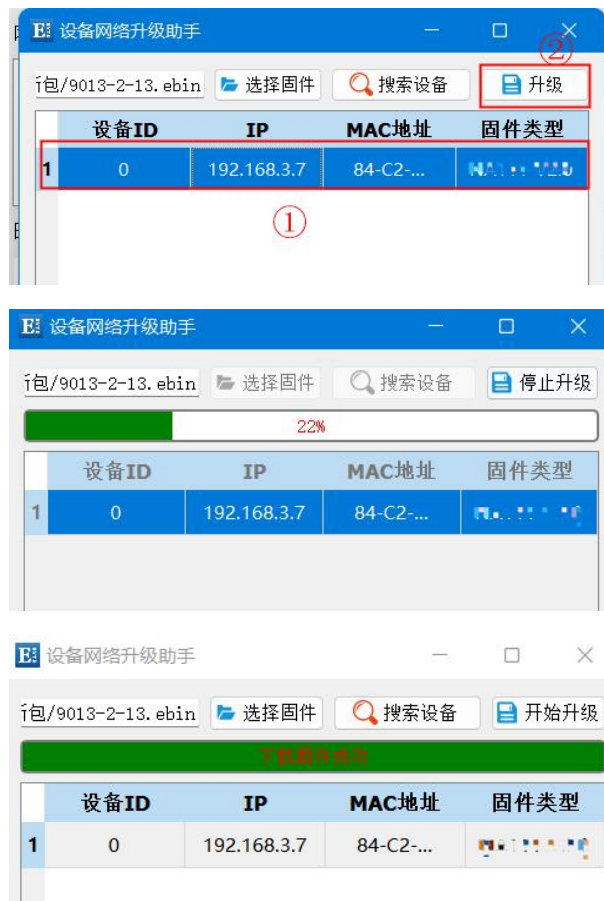 设备网络升级助手
②
包/9013-2-13.ebin 选择固件 搜索设备 升级
设备ID IP MAC地址 固件类型
1 0 192.168.3.7 84-C2-...
①
设备网络升级助手
包/9013-2-13.ebin 选择固件 搜索设备 停止升级
22%
设备ID IP MAC地址 固件类型
1 0 192.168.3.7 84-C2-...
设备网络升级助手
包/9013-2-13.ebin 选择固件 搜索设备 开始升级
下载固件成功
设备ID IP MAC地址 固件类型
1 0 192.168.3.7 84-C2-...